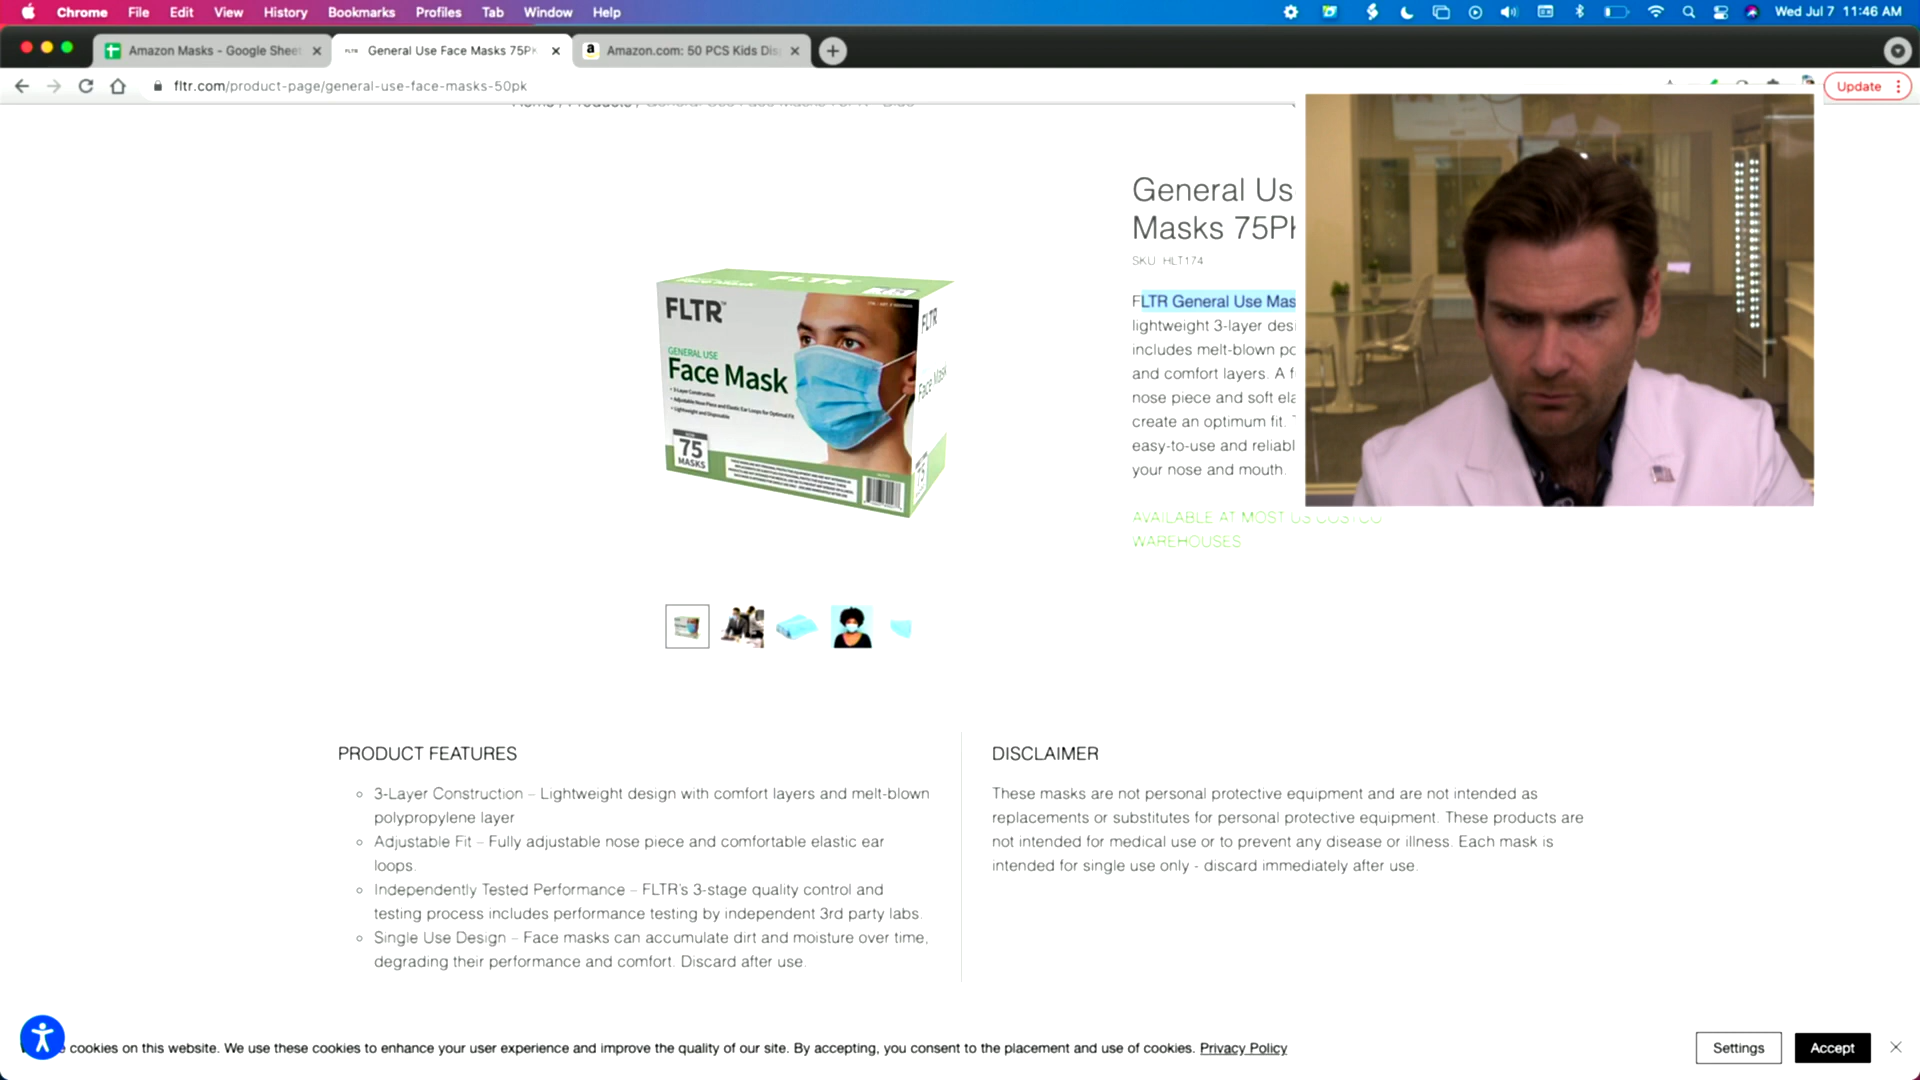 Chrome File Edit View History Bookmarks Profiles Tab Window Help
Wed Jul 7 11:46 AM
Amazon Masks - Google Sheet
General Use Face Masks 75P
Amazon.com: 50 PCS Kids Dis
fltr.com/product-page/general-use-face-masks-50pk
Update
General Us
Masks 75P
SKU HLT174
FLTR General Use Mas
lightweight 3-layer desi
includes melt-blown po
and comfort layers. A f
nose piece and soft ela
create an optimum fit.
easy-to-use and reliabl
your nose and mouth.
AVAILABLE AT MOST US COSTCO
WAREHOUSES
FLTR
GENERAL USE
Face Mask
• 3-Layer Construction
• Adjustable Nose Piece and Elastic Ear Loops for Optimal Fit
• Lightweight and Disposable
75
MASKS
FLTR
Face Mask
PRODUCT FEATURES
3-Layer Construction – Lightweight design with comfort layers and melt-blown
polypropylene layer
Adjustable Fit – Fully adjustable nose piece and comfortable elastic ear
loops.
Independently Tested Performance – FLTR's 3-stage quality control and
testing process includes performance testing by independent 3rd party labs.
Single Use Design – Face masks can accumulate dirt and moisture over time,
degrading their performance and comfort. Discard after use.
DISCLAIMER
These masks are not personal protective equipment and are not intended as
replacements or substitutes for personal protective equipment. These products are
not intended for medical use or to prevent any disease or illness. Each mask is
intended for single use only - discard immediately after use.
cookies on this website. We use these cookies to enhance your user experience and improve the quality of our site. By accepting, you consent to the placement and use of cookies. Privacy Policy
Settings
Accept